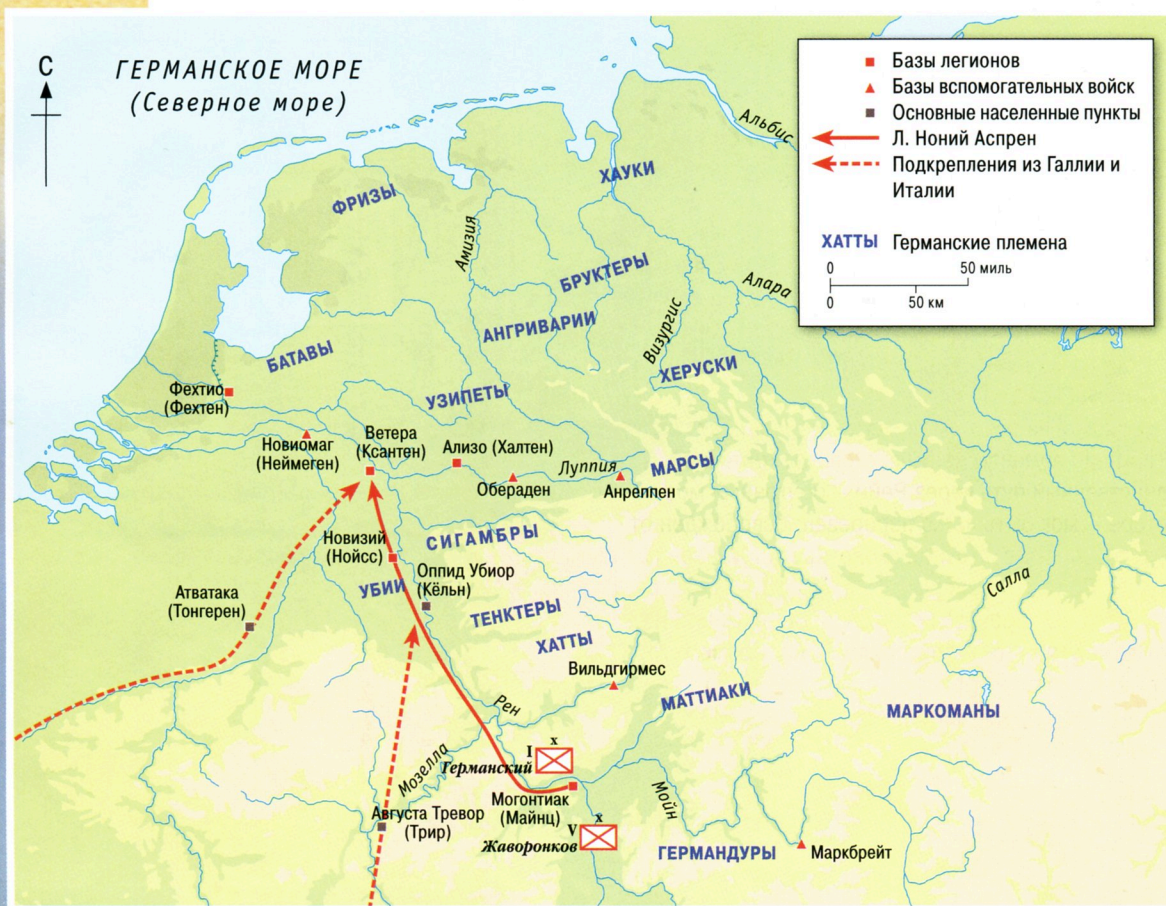 С
ГЕРМАНСКОЕ МОРЕ
(Северное море)
Базы легионов
Базы вспомогательных войск
Основные населенные пункты
Л. Ноний Аспрен
Подкрепления из Галлии и
Италии
ХАТТЫ Германские племена
0 50 миль
0 50 км
Альбис
ХАУКИ
ФРИЗЫ
Амизия
БРУКТЕРЫ
Алара
АНГРИВАРИИ
Визургис
БАТАВЫ
ХЕРУСКИ
Фехтио
(Фехтен)
УЗИПЕТЫ
Новиомаг
(Неймеген)
Ветера
(Ксантен)
Ализо (Халтен)
Луппия
МАРСЫ
Обераден
Анреппен
Новизий
(Нойсс)
СИГАМБРЫ
УБИИ
Оппид Убиор
(Кёльн)
Атватака
(Тонгерен)
ТЕНКТЕРЫ
Салла
ХАТТЫ
Вильдгирмес
МАТТИАКИ
МАРКОМАНЫ
Рен
Мозелла
I x
Германский
Могонтиак
(Майнц)
Мойн
Августа Тревор
(Трир)
V x
Жаворонков
ГЕРМАНДУРЫ
Маркбрейт